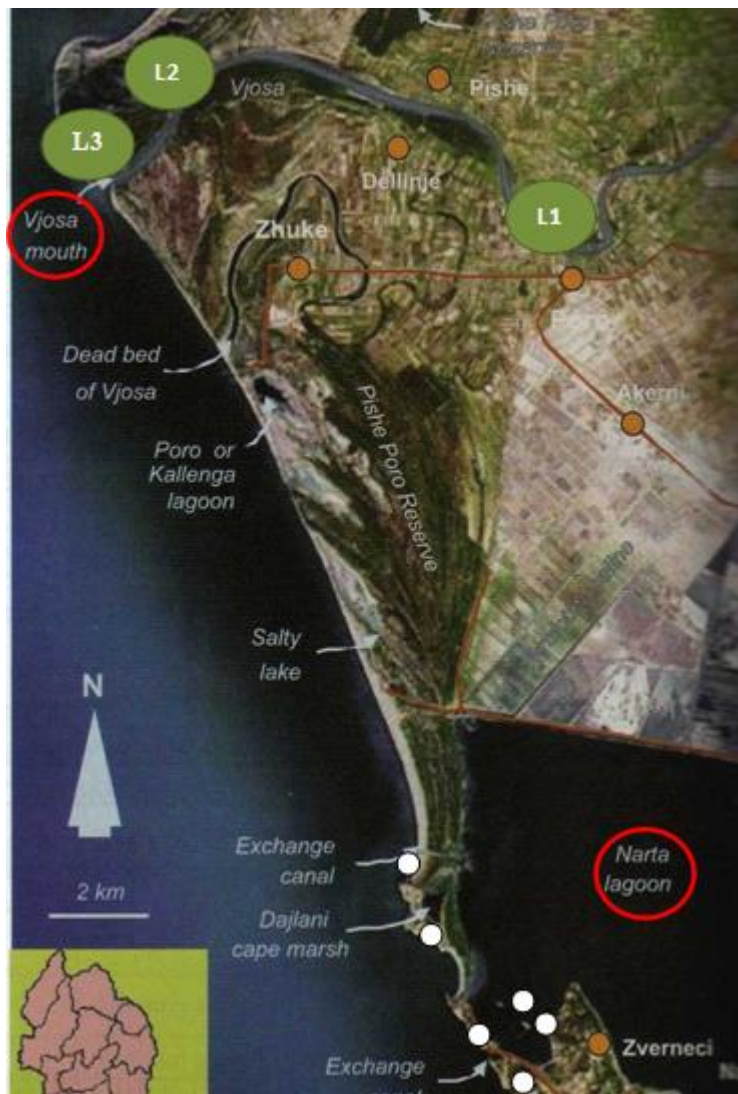 L2
Vjosa
Pishe
L3
Dellinje
L1
Vjosa
mouth
Zhuke
Dead bed
of Vjosa
Akerni
Poro or
Kallenga
lagoon
Pishe Poro Reserve
Salty
lake
N
Exchange
canal
Narta
lagoon
2 km
Dajlani
cape marsh
Zverneci
Exchange